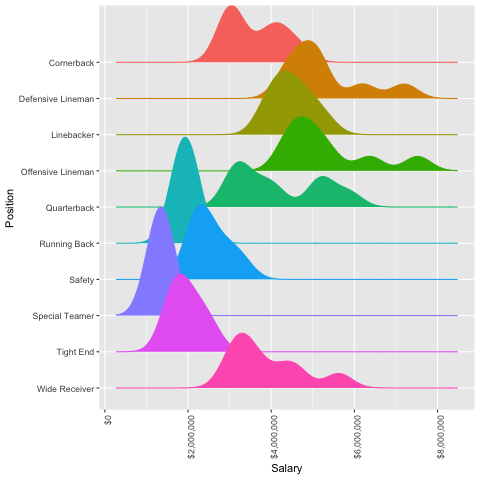 Cornerback
Defensive Lineman
Linebacker
Offensive Lineman
Quarterback
Running Back
Safety
Special Teamer
Tight End
Wide Receiver
Position
$0
$2,000,000
$4,000,000
$6,000,000
$8,000,000
Salary